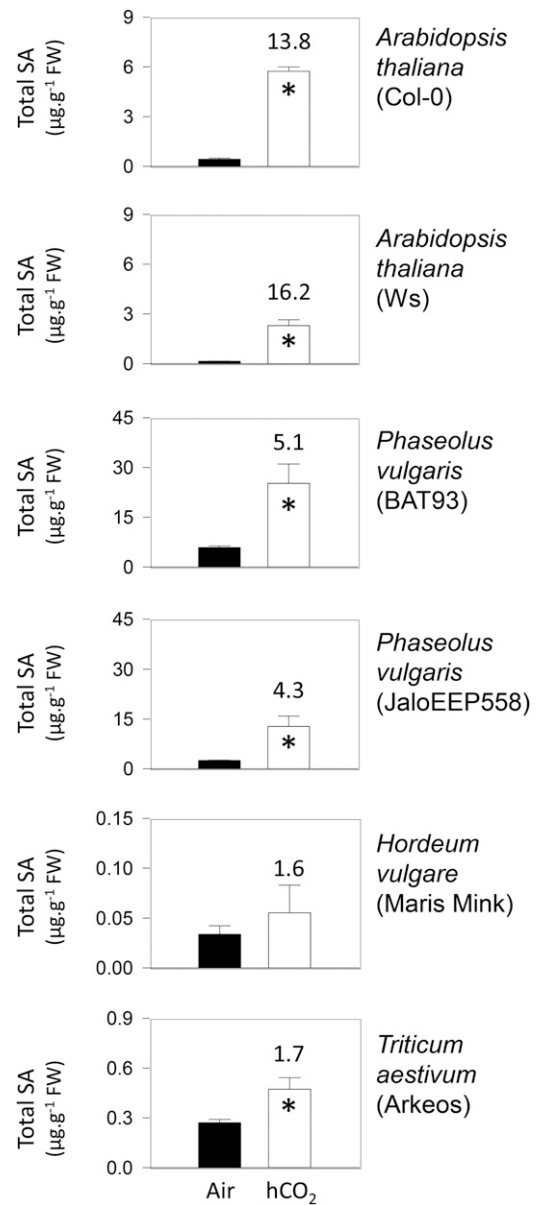 Total SA
(µg.g⁻¹ FW)
9
6
3
0
13.8
*
Arabidopsis
thaliana
(Col-0)
Total SA
(µg.g⁻¹ FW)
9
6
3
0
16.2
*
Arabidopsis
thaliana
(Ws)
Total SA
(µg.g⁻¹ FW)
45
30
15
0
5.1
*
Phaseolus
vulgaris
(BAT93)
Total SA
(µg.g⁻¹ FW)
45
30
15
0
4.3
*
Phaseolus
vulgaris
(JaloEEP558)
Total SA
(µg.g⁻¹ FW)
0.15
0.10
0.05
0.00
1.6
Hordeum
vulgare
(Maris Mink)
Total SA
(µg.g⁻¹ FW)
0.9
0.6
0.3
0.0
1.7
*
Triticum
aestivum
(Arkeos)
Air hCO₂